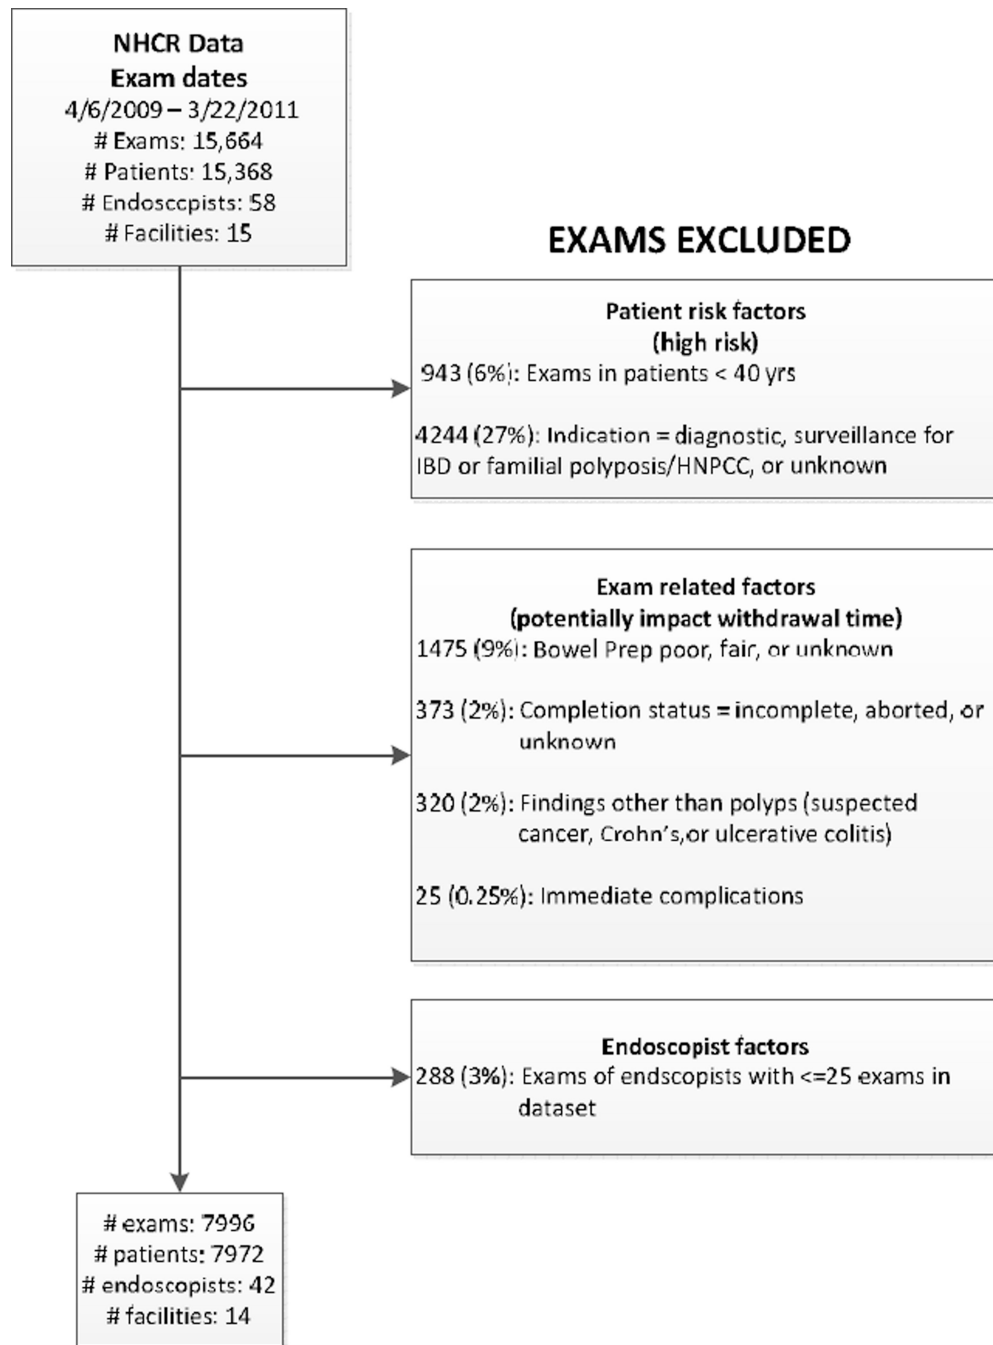 NHCR Data
Exam dates
4/6/2009 – 3/22/2011
# Exams: 15,664
# Patients: 15,368
# Endosccpists: 58
# Facilities: 15
EXAMS EXCLUDED
Patient risk factors
(high risk)
943 (6%): Exams in patients < 40 yrs
4244 (27%): Indication = diagnostic, surveillance for
IBD or familial polyposis/HNPCC, or unknown
Exam related factors
(potentially impact withdrawal time)
1475 (9%): Bowel Prep poor, fair, or unknown
373 (2%): Completion status = incomplete, aborted, or
unknown
320 (2%): Findings other than polyps (suspected
cancer, Crohn's,or ulcerative colitis)
25 (0.25%): Immediate complications
Endoscopist factors
288 (3%): Exams of endscopists with <=25 exams in
dataset
# exams: 7996
# patients: 7972
# endoscopists: 42
# facilities: 14